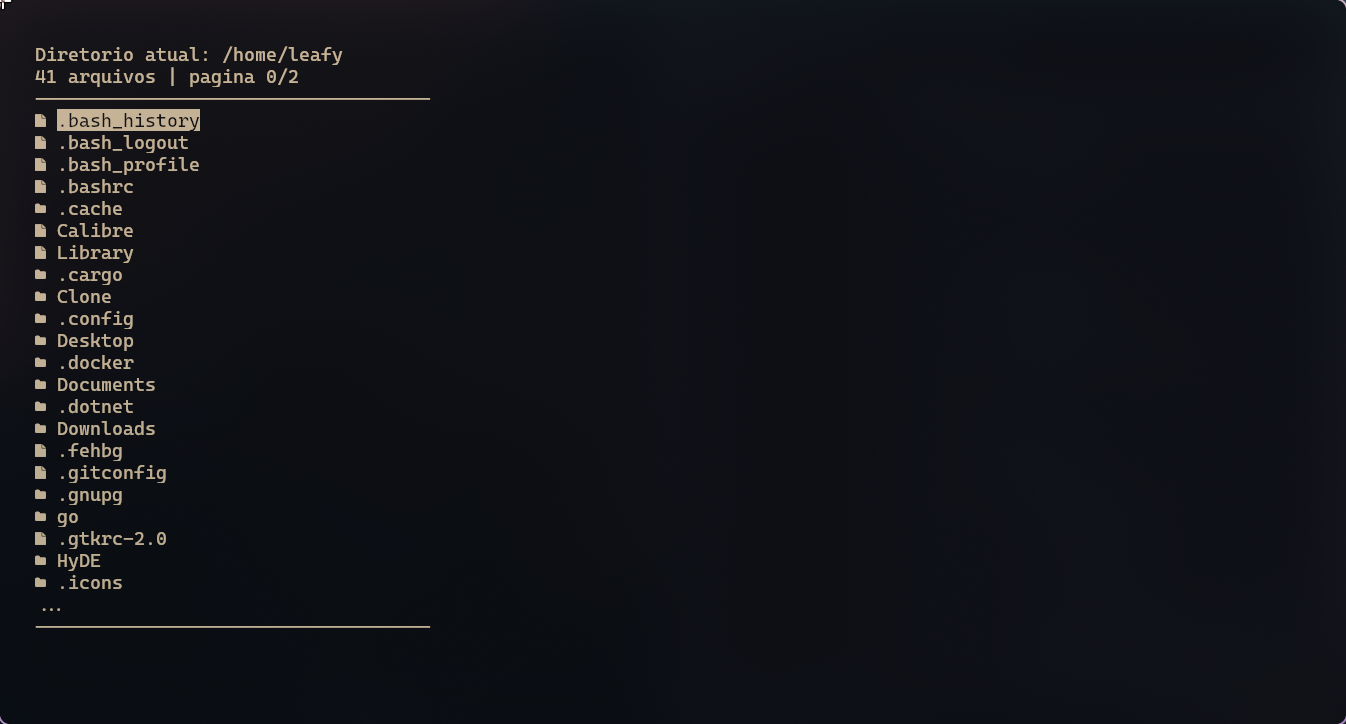 Diretorio atual: /home/leafy
41 arquivos | pagina 0/2
.bash_history
.bash_logout
.bash_profile
.bashrc
.cache
Calibre
Library
.cargo
Clone
.config
Desktop
.docker
Documents
.dotnet
Downloads
.fehbg
.gitconfig
.gnupg
go
.gtkrc-2.0
HyDE
.icons
...